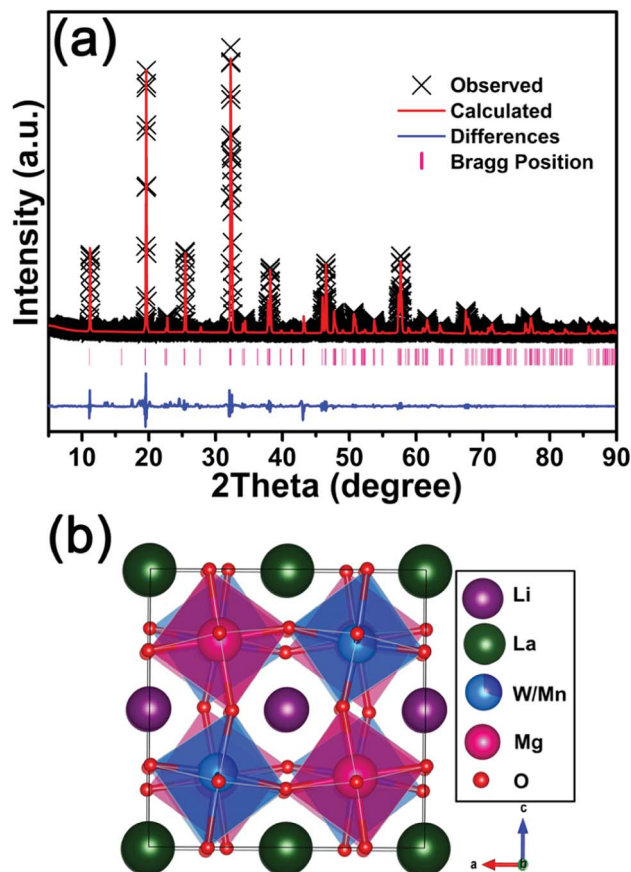 (a)
Observed
Calculated
Differences
Bragg Position
Intensity (a.u.)
10 20 30 40 50 60 70 80 90
2Theta (degree)
(b)
Li
La
W/Mn
Mg
O
c
a
b